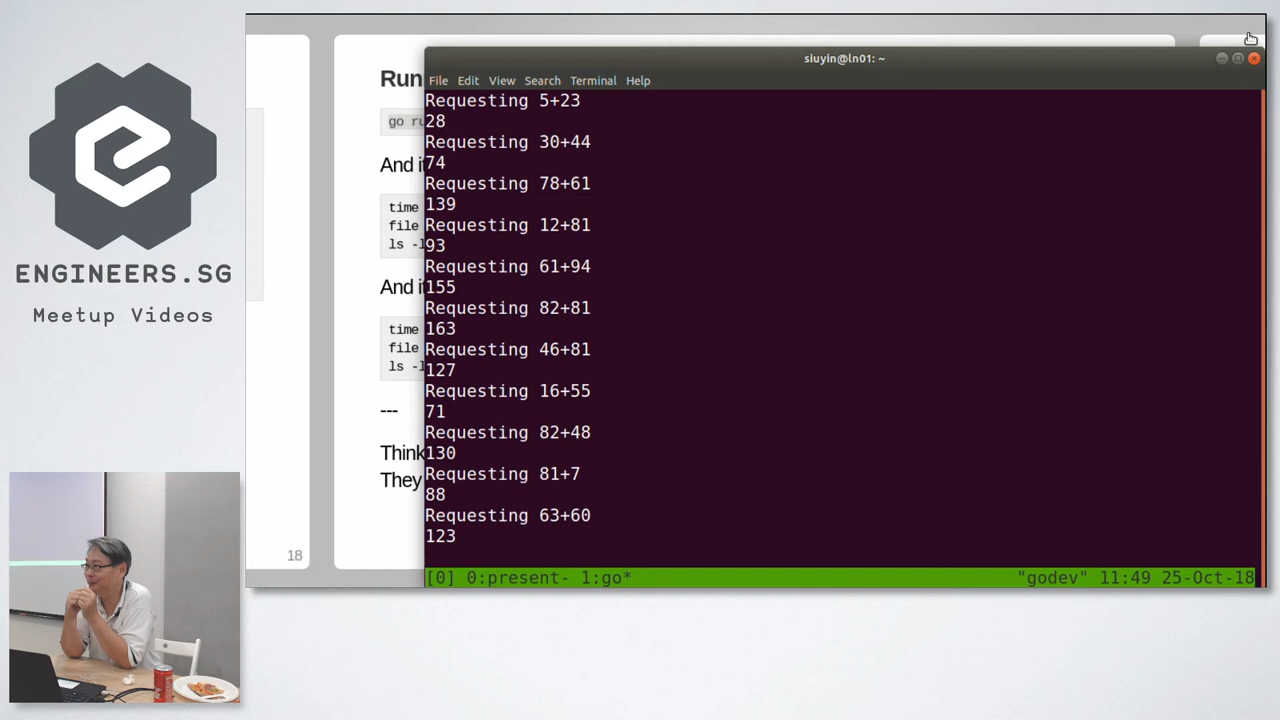 ENGINEERS.SG
Meetup Videos
siuyin@ln01: ~
File Edit View Search Terminal Help
Requesting 5+23
28
Requesting 30+44
74
Requesting 78+61
139
Requesting 12+81
93
Requesting 61+94
155
Requesting 82+81
163
Requesting 46+81
127
Requesting 16+55
71
Requesting 82+48
130
Requesting 81+7
88
Requesting 63+60
123
[0] 0:present- 1:go* "godev" 11:49 25-Oct-18
Run
go ru
And i
time
file
ls -l
And i
time
file
ls -l
---
Think
They
18